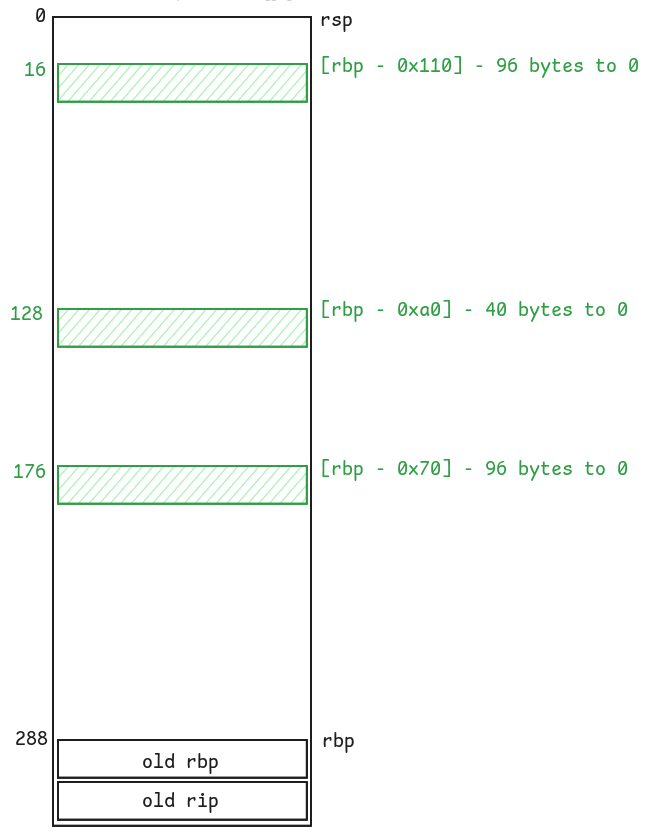 0
rsp
16
[rbp - 0x110] - 96 bytes to 0
128
[rbp - 0xa0] - 40 bytes to 0
176
[rbp - 0x70] - 96 bytes to 0
288
rbp
old rbp
old rip